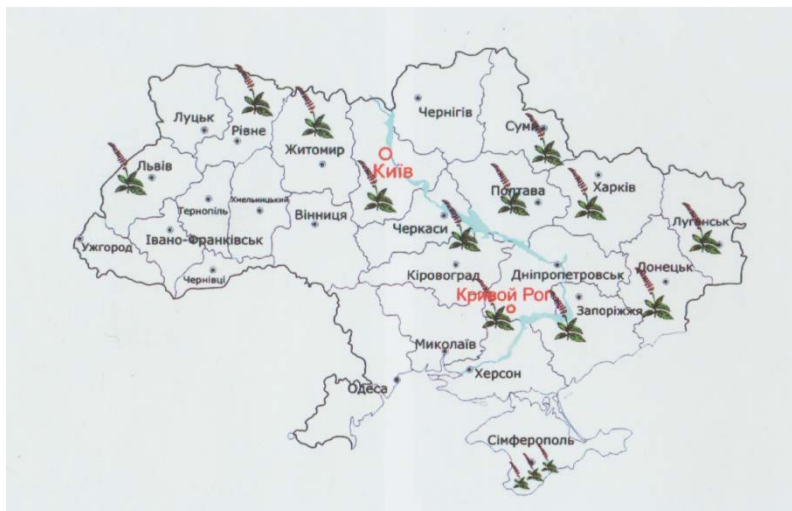 Чернігів
Луцьк
Рівне
Суми
Житомир
Київ
Львів
Полтава
Харків
Тернопіль
Хмельницький
Вінниця
Черкаси
Луганськ
Ужгород
Івано-Франківськ
Чернівці
Кіровоград
Дніпропетровськ
Донецьк
Кривой Рог
Запоріжжя
Миколаїв
Херсон
Одеса
Сімферополь